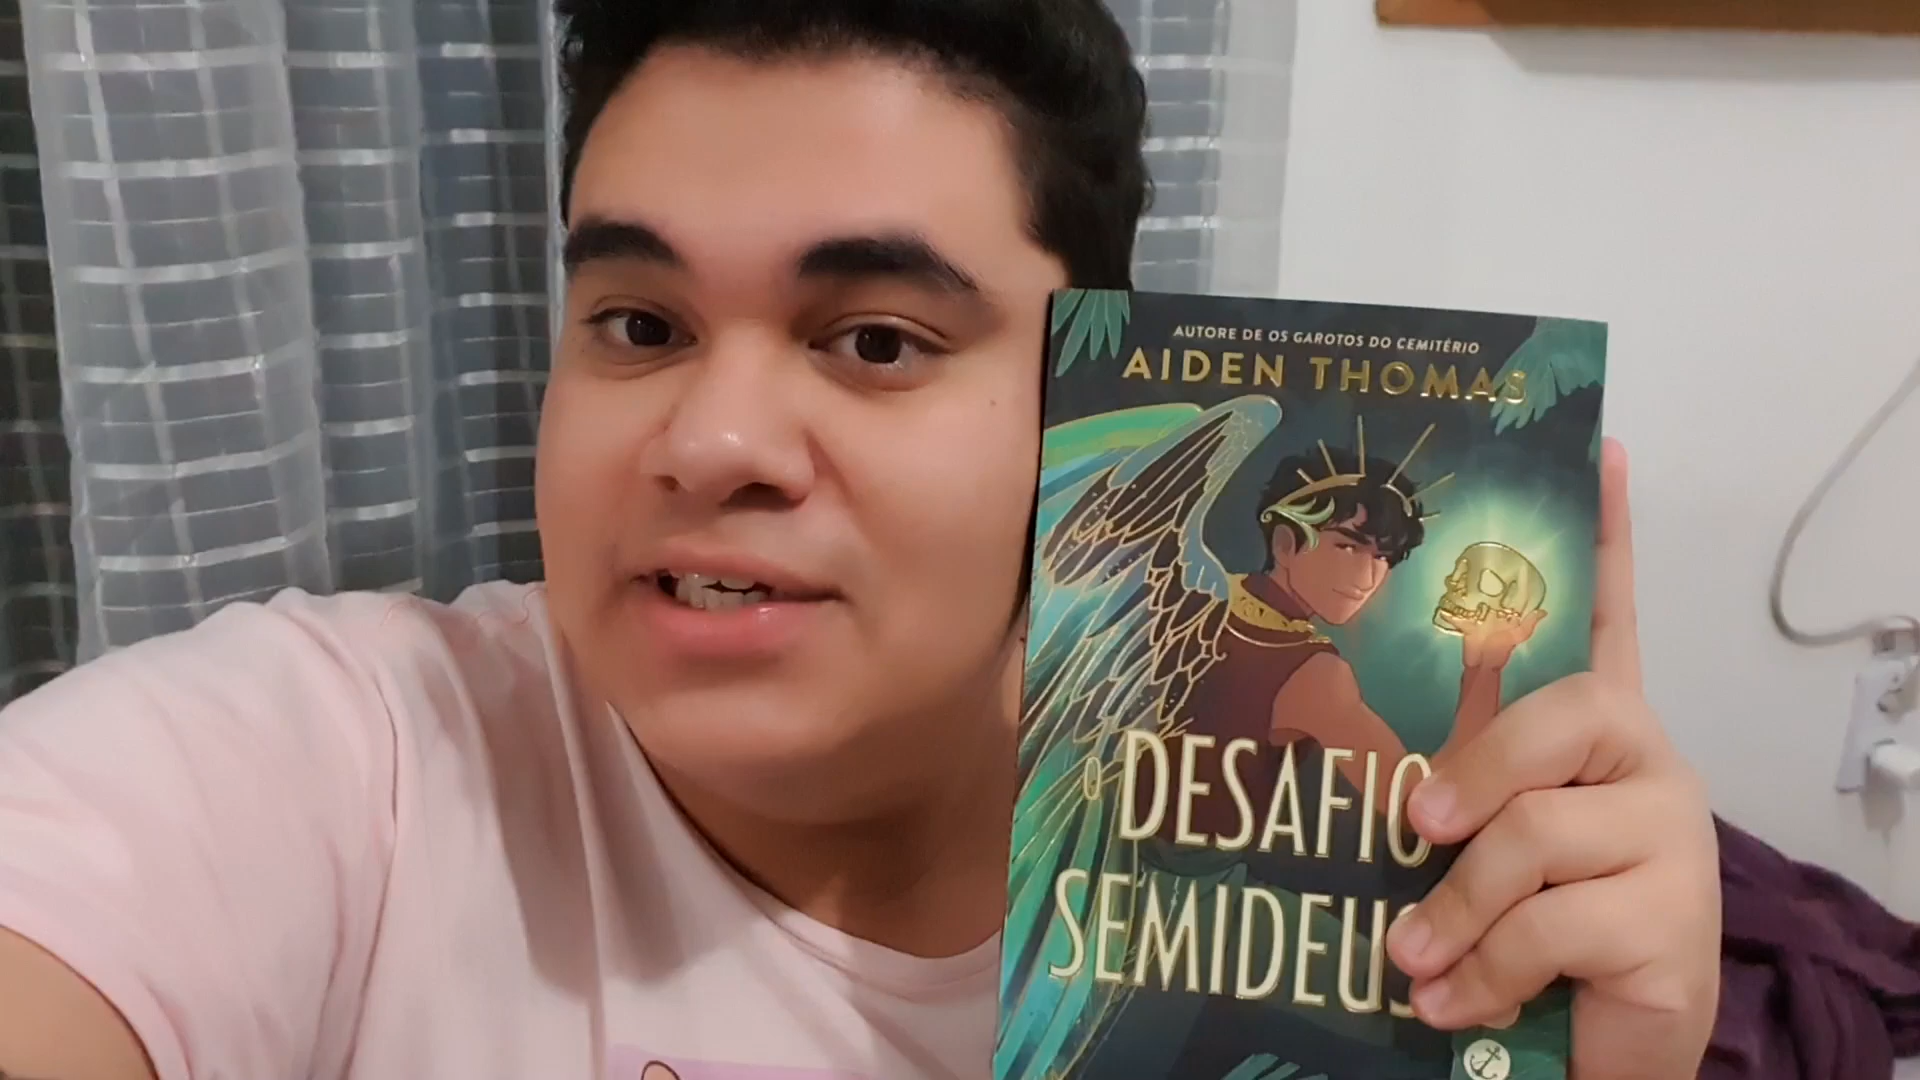 AUTORE DE OS GAROTOS DO CEMITÉRIO
AIDEN THOMAS
O DESAFIO
SEMIDEUS